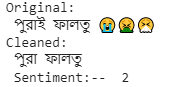 Original:
পুরাই ফালতু 😭🤮🤧
Cleaned:
পুরা ফালতু
Sentiment:-- 2